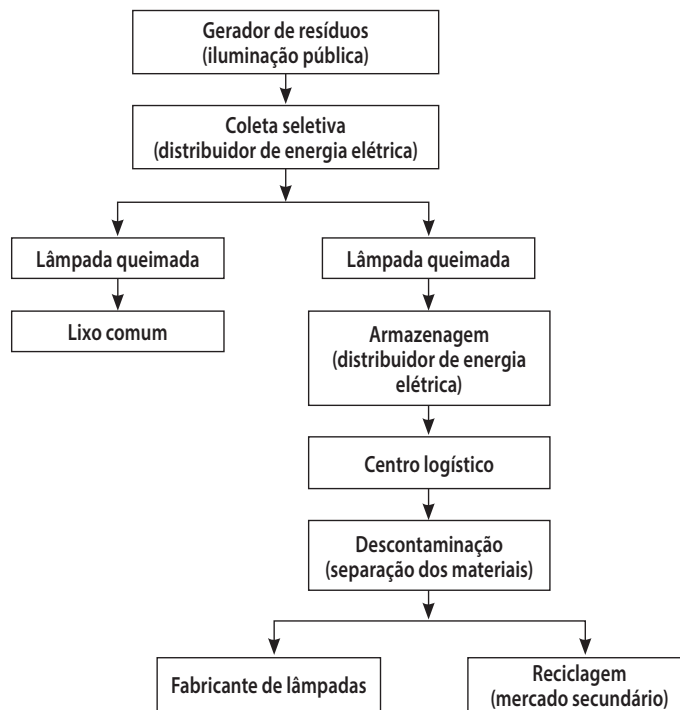 Gerador de resíduos
(iluminação pública)
Coleta seletiva
(distribuidor de energia elétrica)
Lâmpada queimada
Lâmpada queimada
Lixo comum
Armazenagem
(distribuidor de energia
elétrica)
Centro logístico
Descontaminação
(separação dos materiais)
Fabricante de lâmpadas
Reciclagem
(mercado secundário)